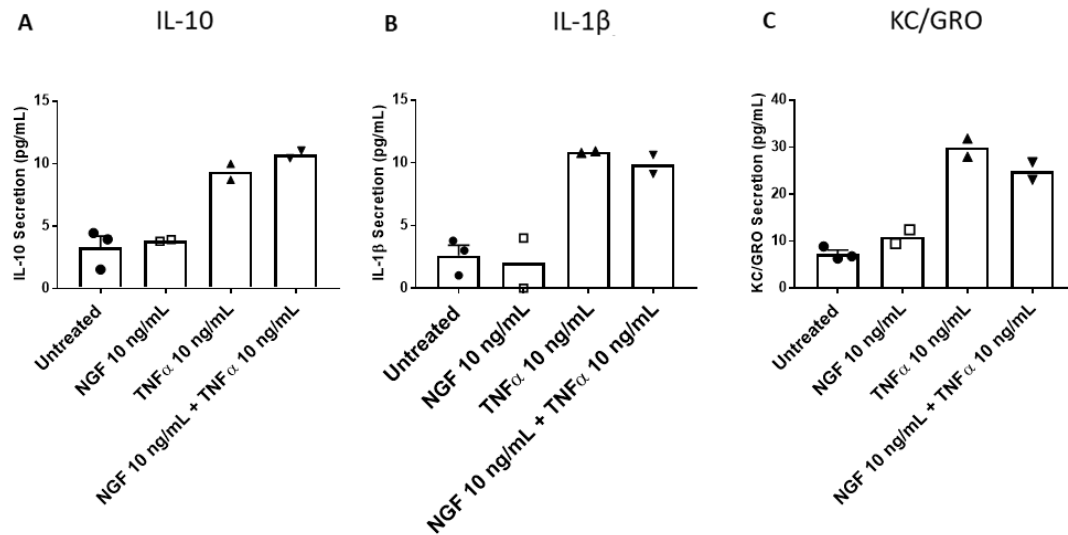 A
IL-10
IL-10 Secretion (pg/mL)
15
10
5
0
Untreated
NGF 10 ng/mL
TNFα 10 ng/mL
NGF 10 ng/mL + TNFα 10 ng/mL
B
IL-1β
IL-1β Secretion (pg/mL)
15
10
5
0
Untreated
NGF 10 ng/mL
TNFα 10 ng/mL
NGF 10 ng/mL + TNFα 10 ng/mL
C
KC/GRO
KC/GRO Secretion (pg/mL)
40
30
20
10
0
Untreated
NGF 10 ng/mL
TNFα 10 ng/mL
NGF 10 ng/mL + TNFα 10 ng/mL